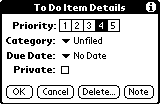 To Do Item Details
Priority: 1 2 3 4 5
Category: Unfiled
Due Date: No Date
Private:
OK Cancel Delete... Note